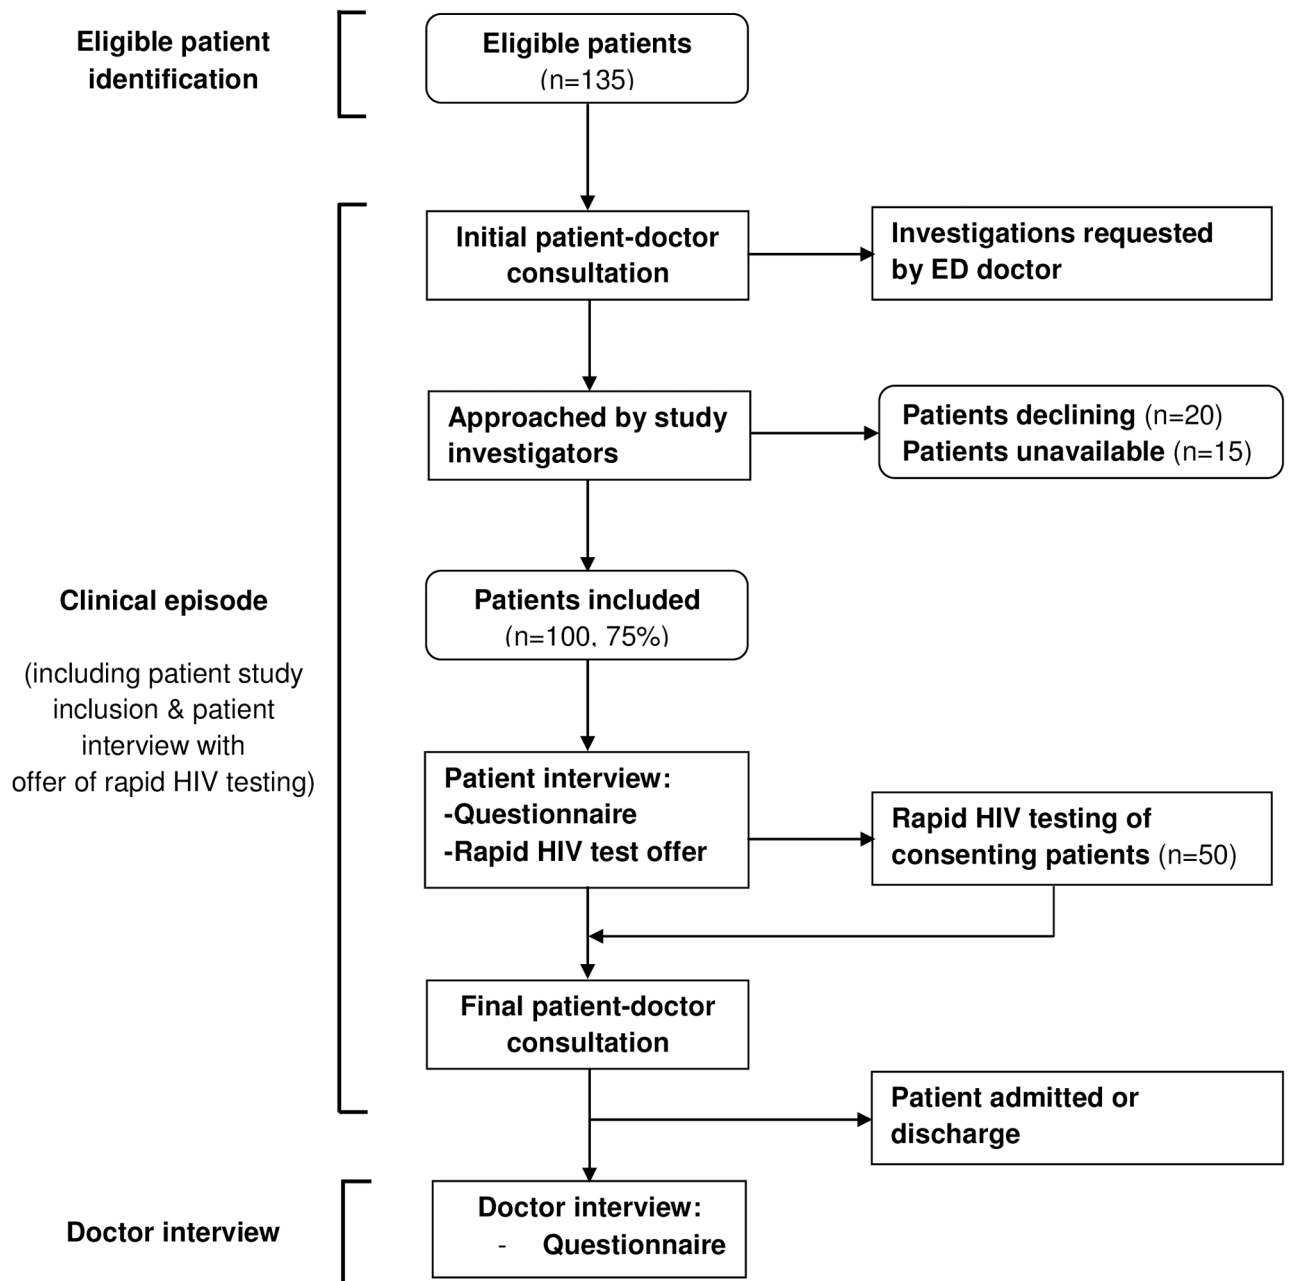 Eligible patient
identification
Eligible patients
(n=135)
Initial patient-doctor
consultation
Investigations requested
by ED doctor
Approached by study
investigators
Patients declining (n=20)
Patients unavailable (n=15)
Clinical episode
(including patient study
inclusion & patient
interview with
offer of rapid HIV testing)
Patients included
(n=100, 75%)
Patient interview:
-Questionnaire
-Rapid HIV test offer
Rapid HIV testing of
consenting patients (n=50)
Final patient-doctor
consultation
Patient admitted or
discharge
Doctor interview
Doctor interview:
- Questionnaire